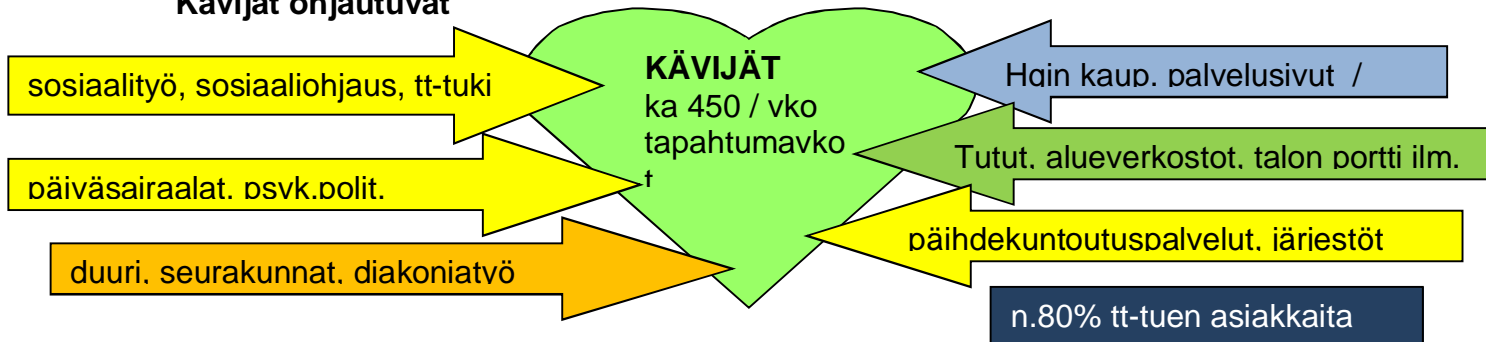 Kävijät ohjautuvat
KÄVIJÄT
ka 450 / vko
tapahtumavko
t
sosiaalityö, sosiaaliohjaus, tt-tuki
päiväsairaalat, psyk.polit.
duuri, seurakunnat, diakoniatyö
Hgin kaup. palvelusivut /
Tutut, alueverkostot, talon portti ilm.
päihdekuntoutuspalvelut, järjestöt
n.80% tt-tuen asiakkaita